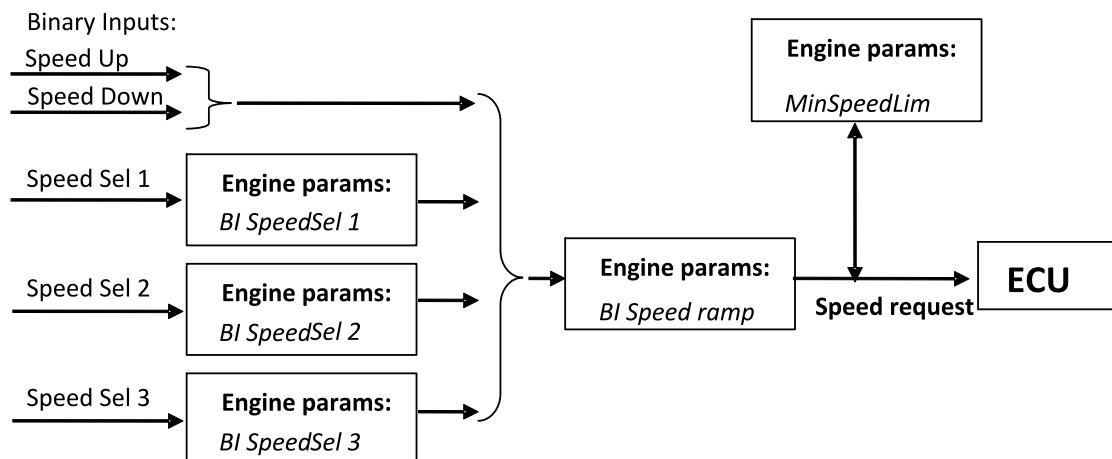 Binary Inputs:
Speed Up
Speed Down
Speed Sel 1
Engine params:
BI SpeedSel 1
Speed Sel 2
Engine params:
BI SpeedSel 2
Speed Sel 3
Engine params:
BI SpeedSel 3
Engine params:
BI Speed ramp
Engine params:
MinSpeedLim
Speed request
ECU